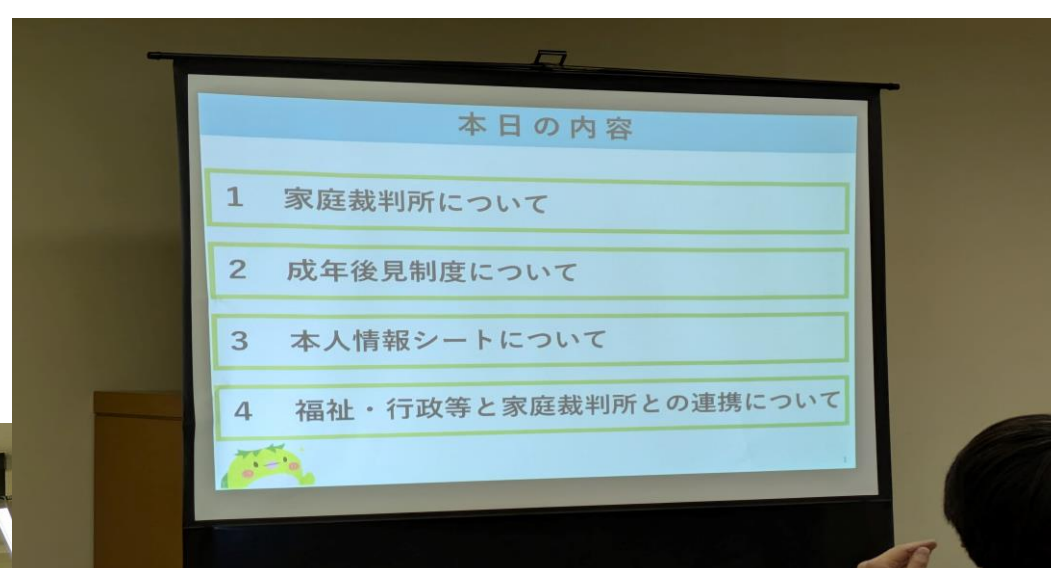 本日の内容
1 家庭裁判所について
2 成年後見制度について
3 本人情報シートについて
4 福祉・行政等と家庭裁判所との連携について
1